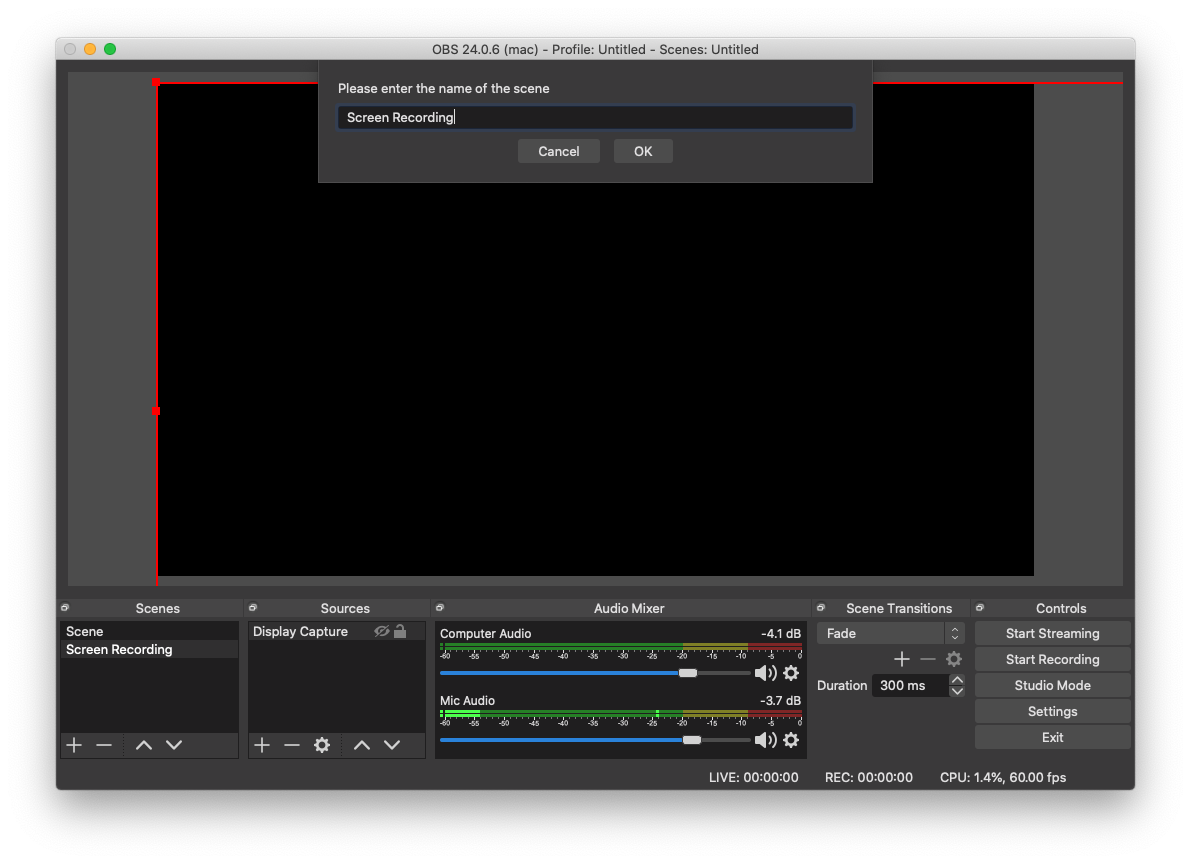 OBS 24.0.6 (mac) - Profile: Untitled - Scenes: Untitled
Please enter the name of the scene
Screen Recording
Cancel OK
Scenes Sources Audio Mixer Scene Transitions Controls
Scene
Screen Recording
Display Capture
Computer Audio -4.1 dB
-60 -55 -50 -45 -40 -35 -30 -25 -20 -15 -10 -5 0
Mic Audio -3.7 dB
-60 -55 -50 -45 -40 -35 -30 -25 -20 -15 -10 -5 0
Fade
Duration 300 ms
Start Streaming
Start Recording
Studio Mode
Settings
Exit
LIVE: 00:00:00 REC: 00:00:00 CPU: 1.4%, 60.00 fps